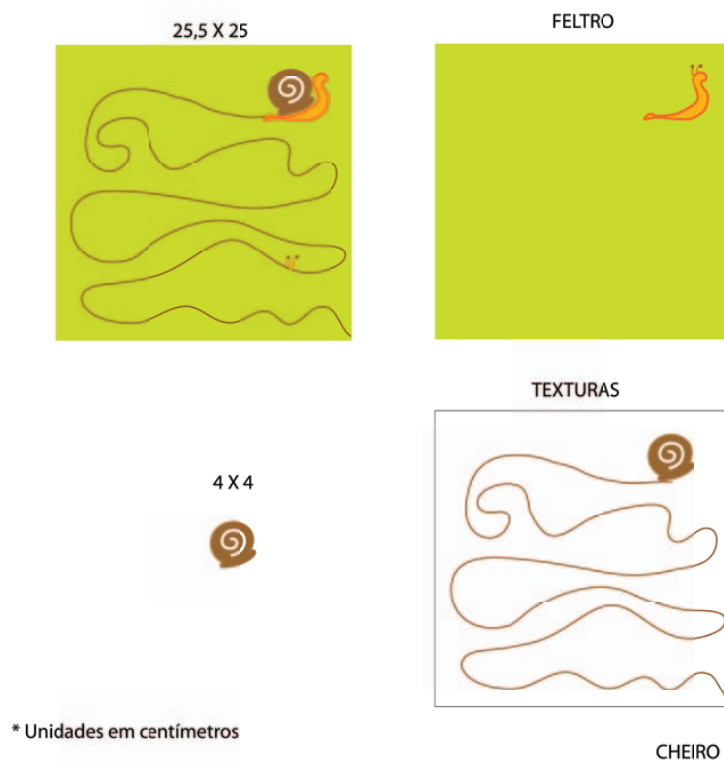 25,5 X 25
FELTRO
TEXTURAS
4 X 4
* Unidades em centímetros
CHEIRO